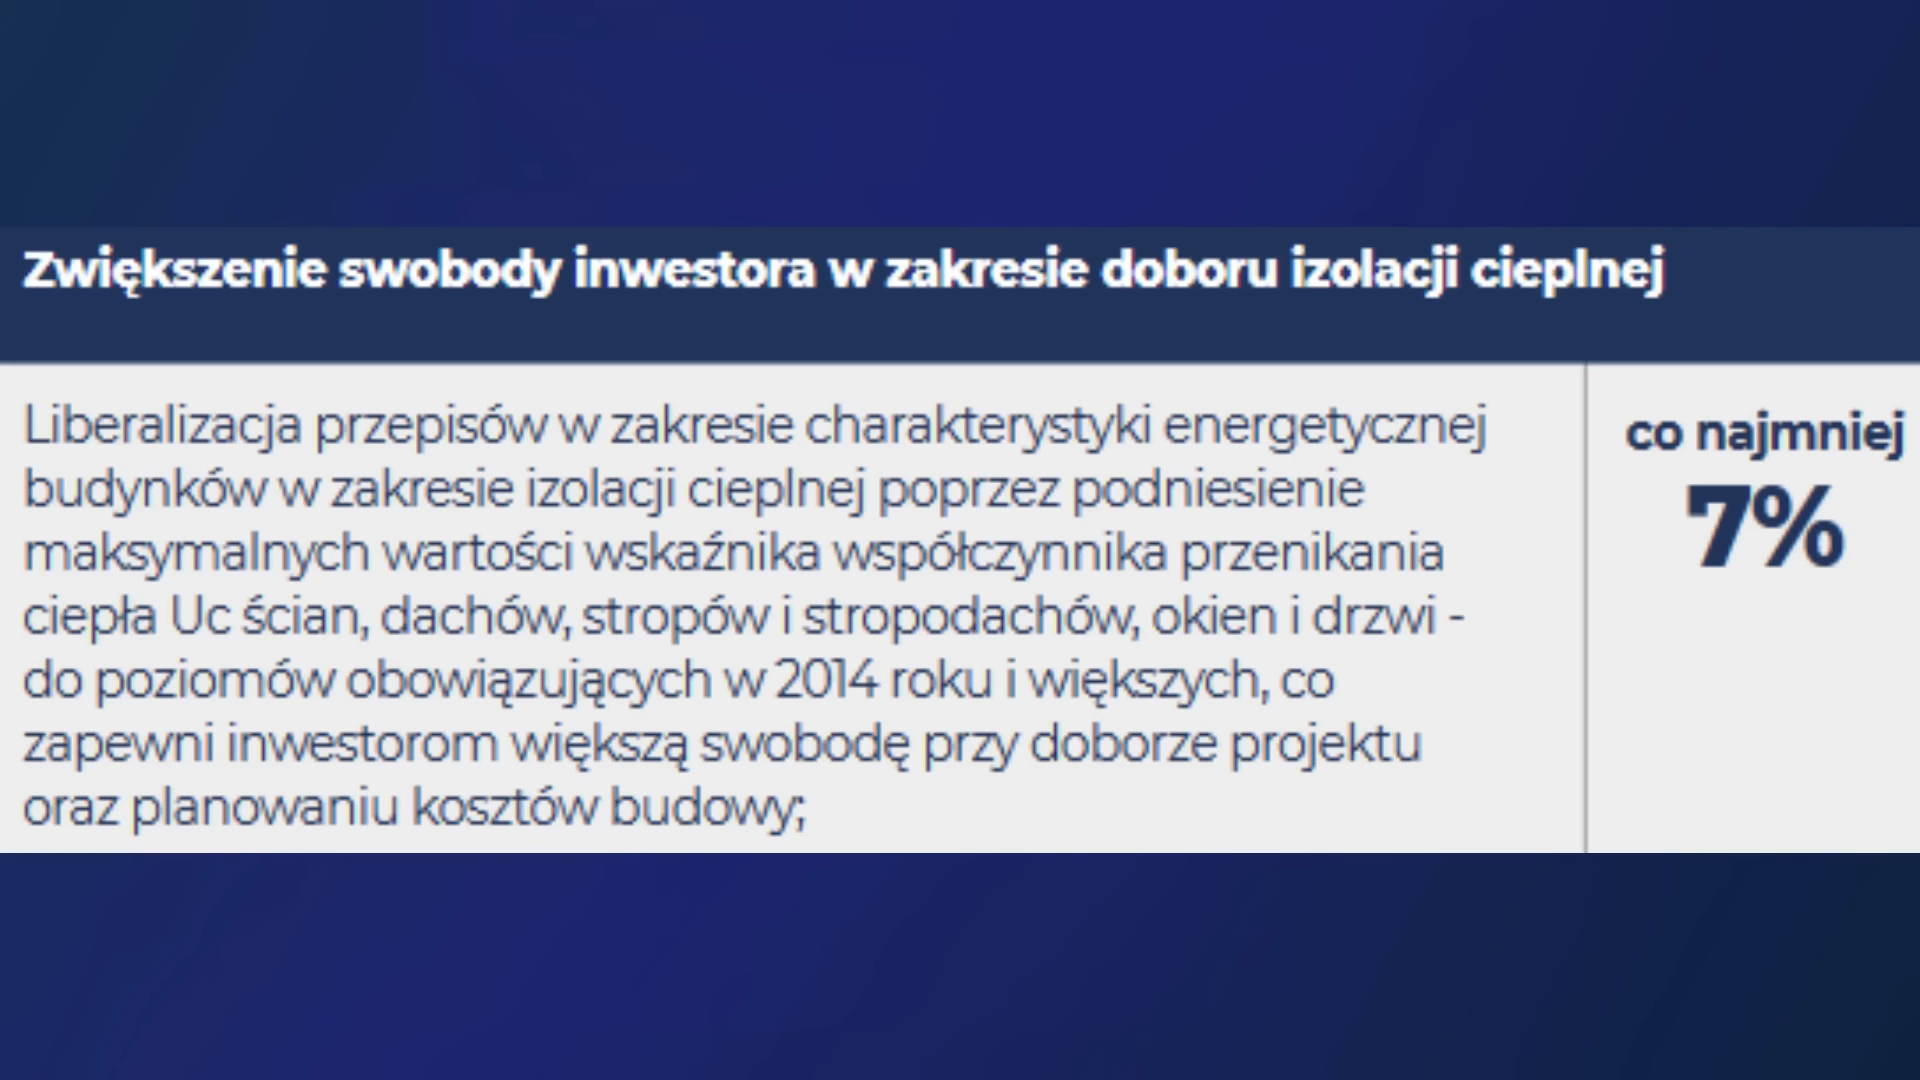 Zwiększenie swobody inwestora w zakresie doboru izolacji cieplnej
Liberalizacja przepisów w zakresie charakterystyki energetycznej
budynków w zakresie izolacji cieplnej poprzez podniesienie
maksymalnych wartości wskaźnika współczynnika przenikania
ciepła Uc ścian, dachów, stropów i stropodachów, okien i drzwi -
do poziomów obowiązujących w 2014 roku i większych, co
zapewni inwestorom większą swobodę przy doborze projektu
oraz planowaniu kosztów budowy;
co najmniej
7%